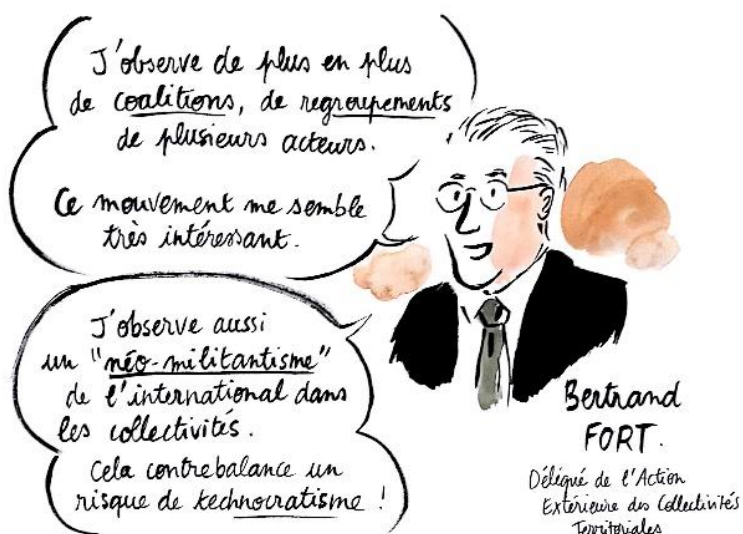 J'observe de plus en plus
de coalitions, de regroupements
de plusieurs acteurs.
Ce mouvement me semble
très intéressant.
J'observe aussi
un "néo-militantisme"
de l'international dans
les collectivités.
Cela contrebalance un
risque de technocratisme !
Bertrand
FORT.
Délégué de l'Action
Extérieure des Collectivités
Territoriales